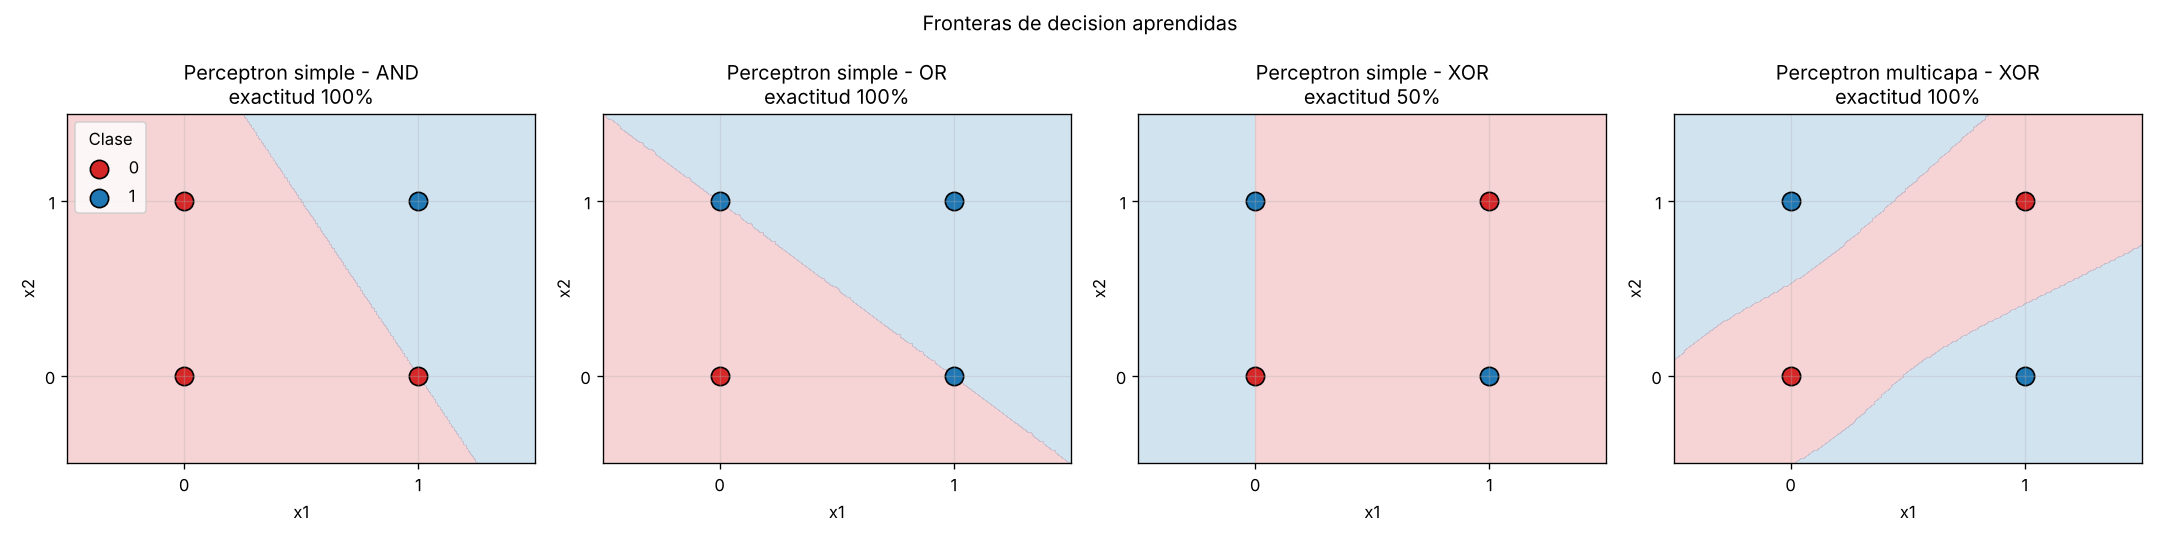 Fronteras de decision aprendidas
Perceptron simple - AND
exactitud 100%
Clase
0
1
1
0
0
1
x2
x1
Perceptron simple - OR
exactitud 100%
1
0
0
1
x2
x1
Perceptron simple - XOR
exactitud 50%
1
0
0
1
x2
x1
Perceptron multicapa - XOR
exactitud 100%
1
0
0
1
x2
x1